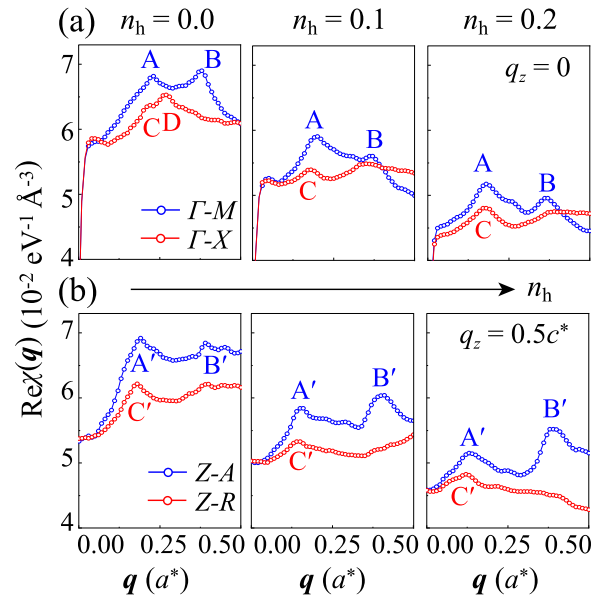 n_h = 0.0 n_h = 0.1 n_h = 0.2
(a)
Reχ(q) (10⁻² eV⁻¹ Å⁻³)
7
6
5
4
A
B
C D
Γ-M
Γ-X
A
B
C
q_z = 0
A
B
C
(b)
n_h
7
6
5
4
A′
B′
C′
Z-A
Z-R
A′
B′
C′
q_z = 0.5c*
A′
B′
C′
0.00 0.25 0.50 0.00 0.25 0.50 0.00 0.25 0.50
q (a*) q (a*) q (a*)